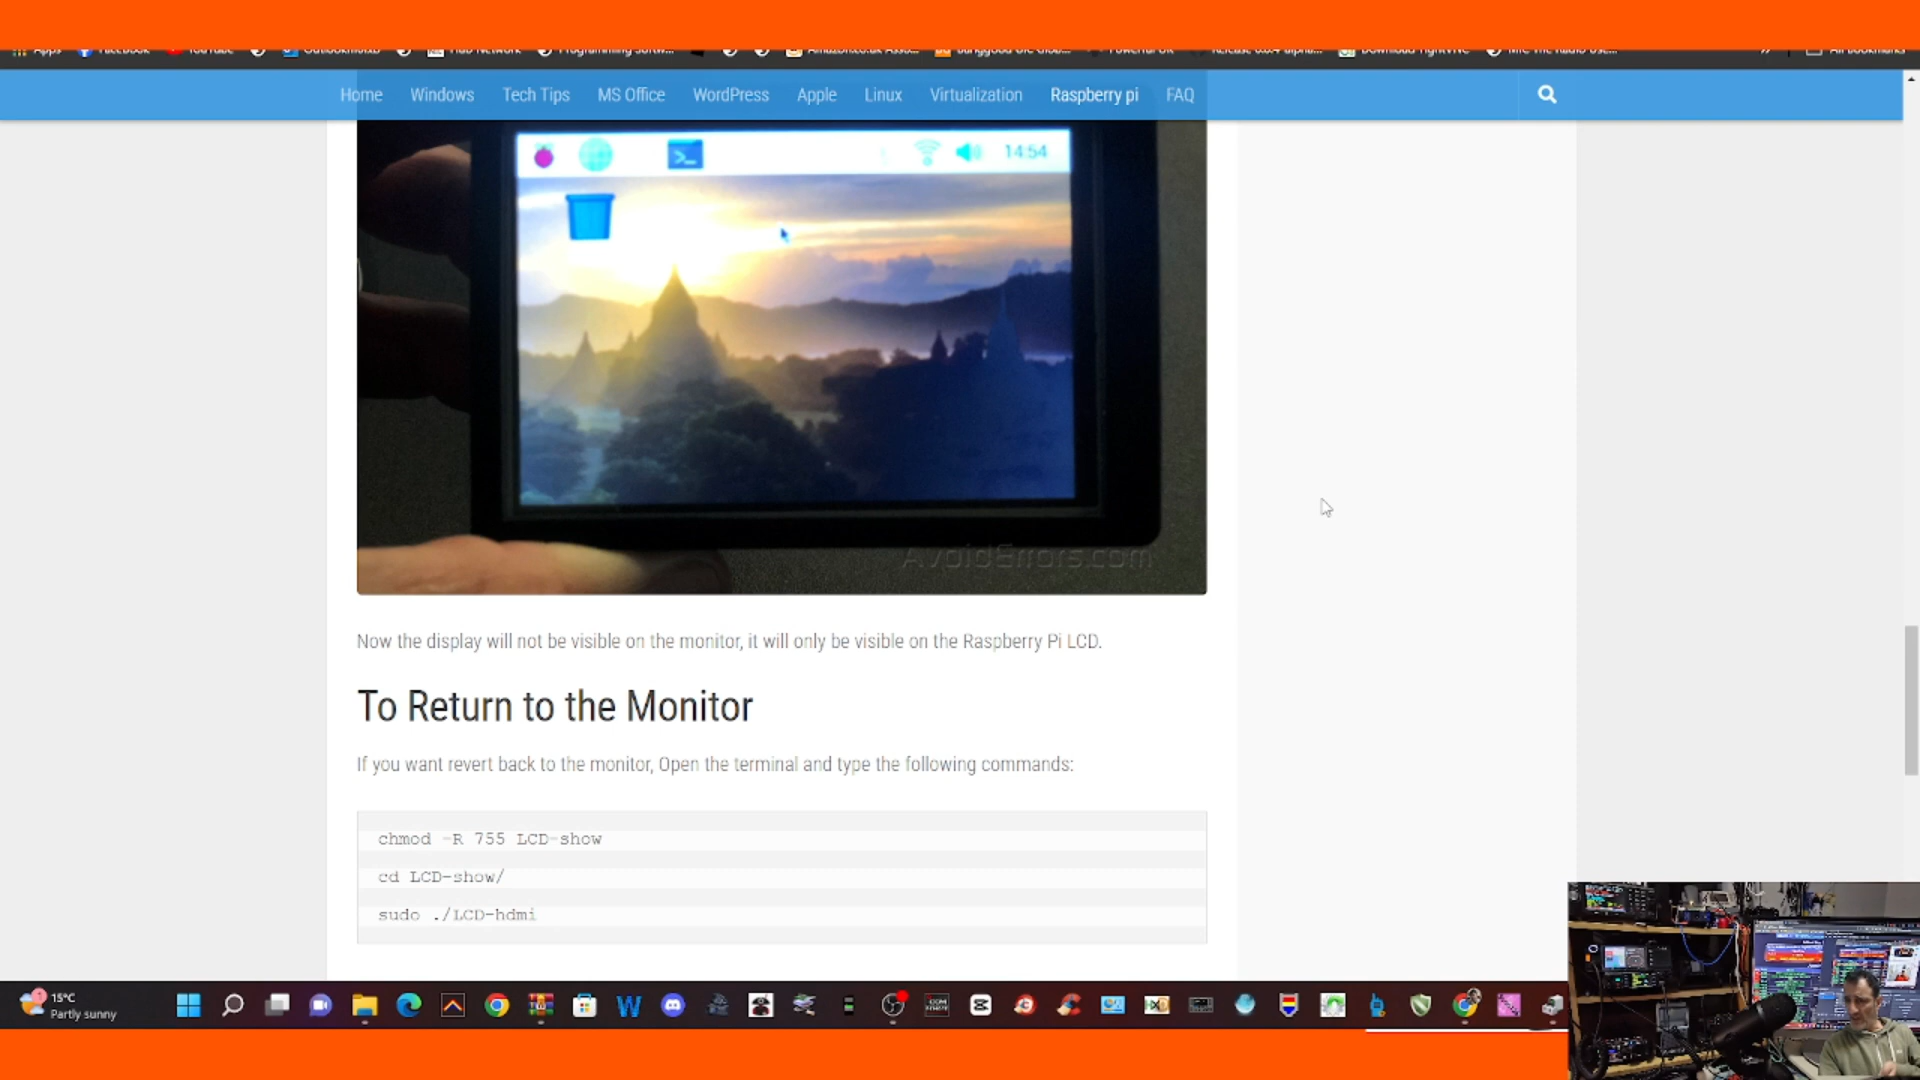 Apps Facebook YouTube
Home Windows Tech Tips MS Office WordPress Apple Linux Virtualization Raspberry pi FAQ
14:54
AvoidErrors.com
Now the display will not be visible on the monitor, it will only be visible on the Raspberry Pi LCD.
To Return to the Monitor
If you want revert back to the monitor, Open the terminal and type the following commands:
chmod -R 755 LCD-show
cd LCD-show/
sudo ./LCD-hdmi
15°C
Partly sunny